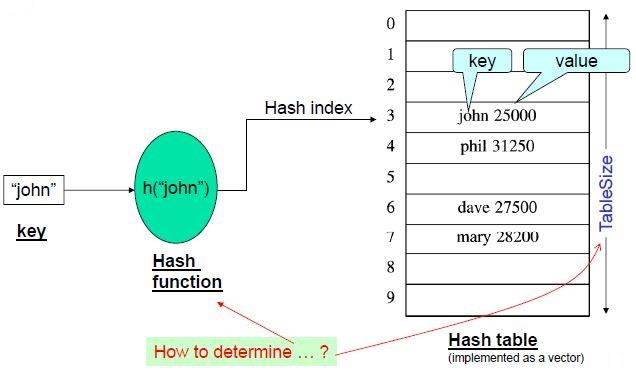 "john"
key
h("john")
Hash
function
Hash index
How to determine … ?
0
1
2
3
4
5
6
7
8
9
key
value
john 25000
phil 31250
dave 27500
mary 28200
TableSize
Hash table
(implemented as a vector)